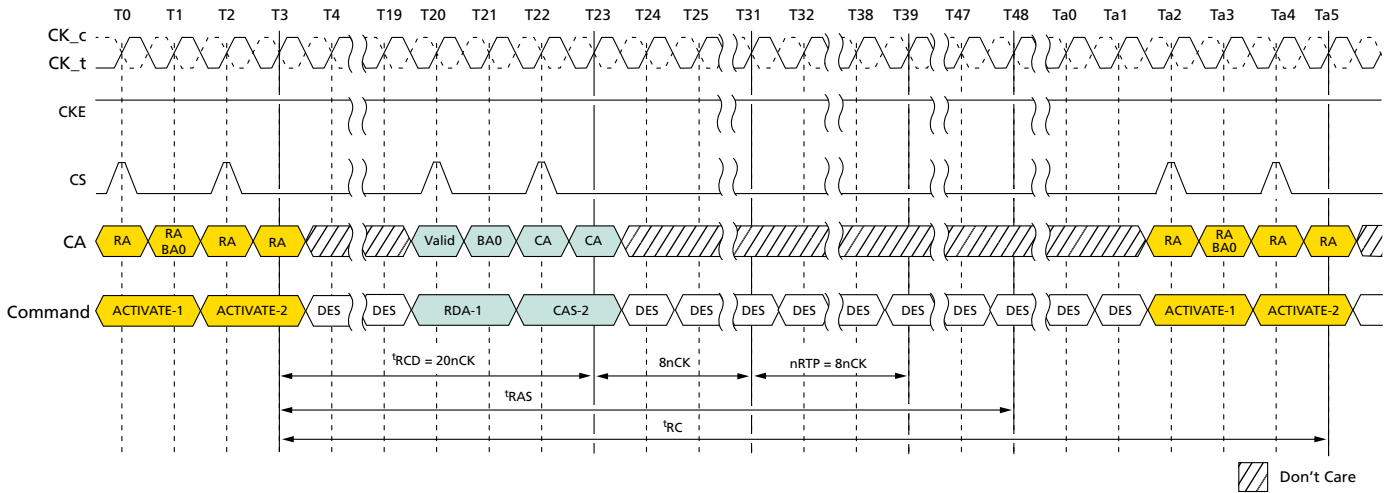 T0 T1 T2 T3 T4 T19 T20 T21 T22 T23 T24 T25 T31 T32 T38 T39 T47 T48 Ta0 Ta1 Ta2 Ta3 Ta4 Ta5
CK_c
CK_t
CKE
CS
CA RA RA BA0 RA RA Valid BA0 CA CA RA RA BA0 RA RA
Command ACTIVATE-1 ACTIVATE-2 DES DES RDA-1 CAS-2 DES DES DES DES DES DES DES DES DES DES ACTIVATE-1 ACTIVATE-2
tRCD = 20nCK 8nCK nRTP = 8nCK
tRAS
tRC
Don't Care